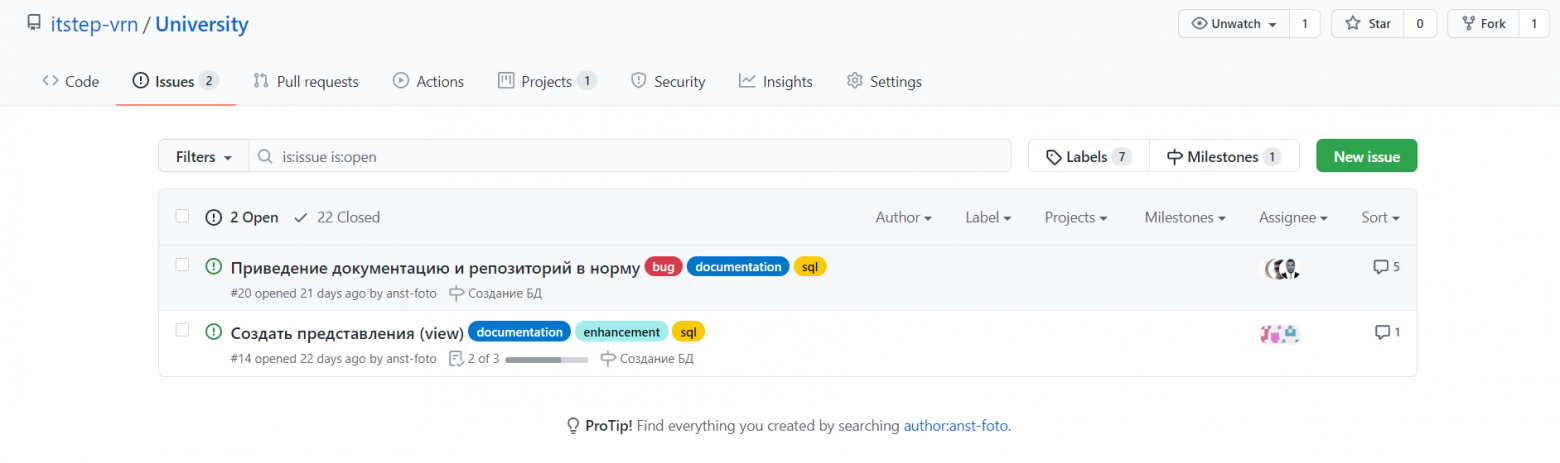 itstep-vrn / University Unwatch 1 Star 0 Fork 1
Code Issues 2 Pull requests Actions Projects 1 Security Insights Settings
Filters is:issue is:open Labels 7 Milestones 1 New issue
2 Open 22 Closed Author Label Projects Milestones Assignee Sort
Приведение документацию и репозиторий в норму bug documentation sql 5
#20 opened 21 days ago by anst-foto Создание БД
Создать представления (view) documentation enhancement sql 1
#14 opened 22 days ago by anst-foto 2 of 3 Создание БД
ProTip! Find everything you created by searching author:anst-foto.